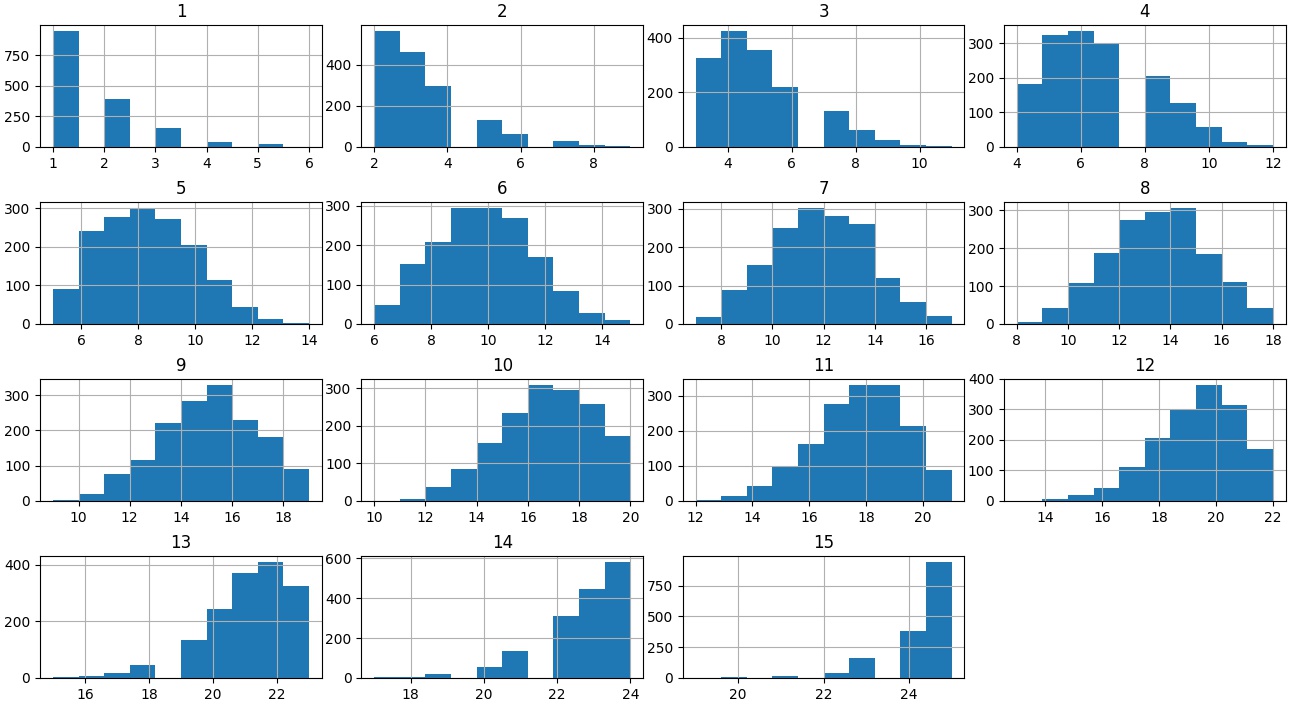 1 2 3 4
750 500 250 0
400 200 0
400 200 0
300 200 100 0
1 2 3 4 5 6
2 4 6 8
4 6 8 10
4 6 8 10 12
5 6 7 8
300 200 100 0
300 200 100 0
300 200 100 0
300 200 100 0
6 8 10 12 14
6 8 10 12 14
8 10 12 14 16
8 10 12 14 16 18
9 10 11 12
300 200 100 0
300 200 100 0
300 200 100 0
400 300 200 100 0
10 12 14 16 18
10 12 14 16 18 20
12 14 16 18 20
14 16 18 20 22
13 14 15
400 200 0
600 400 200 0
750 500 250 0
16 18 20 22
18 20 22 24
20 22 24